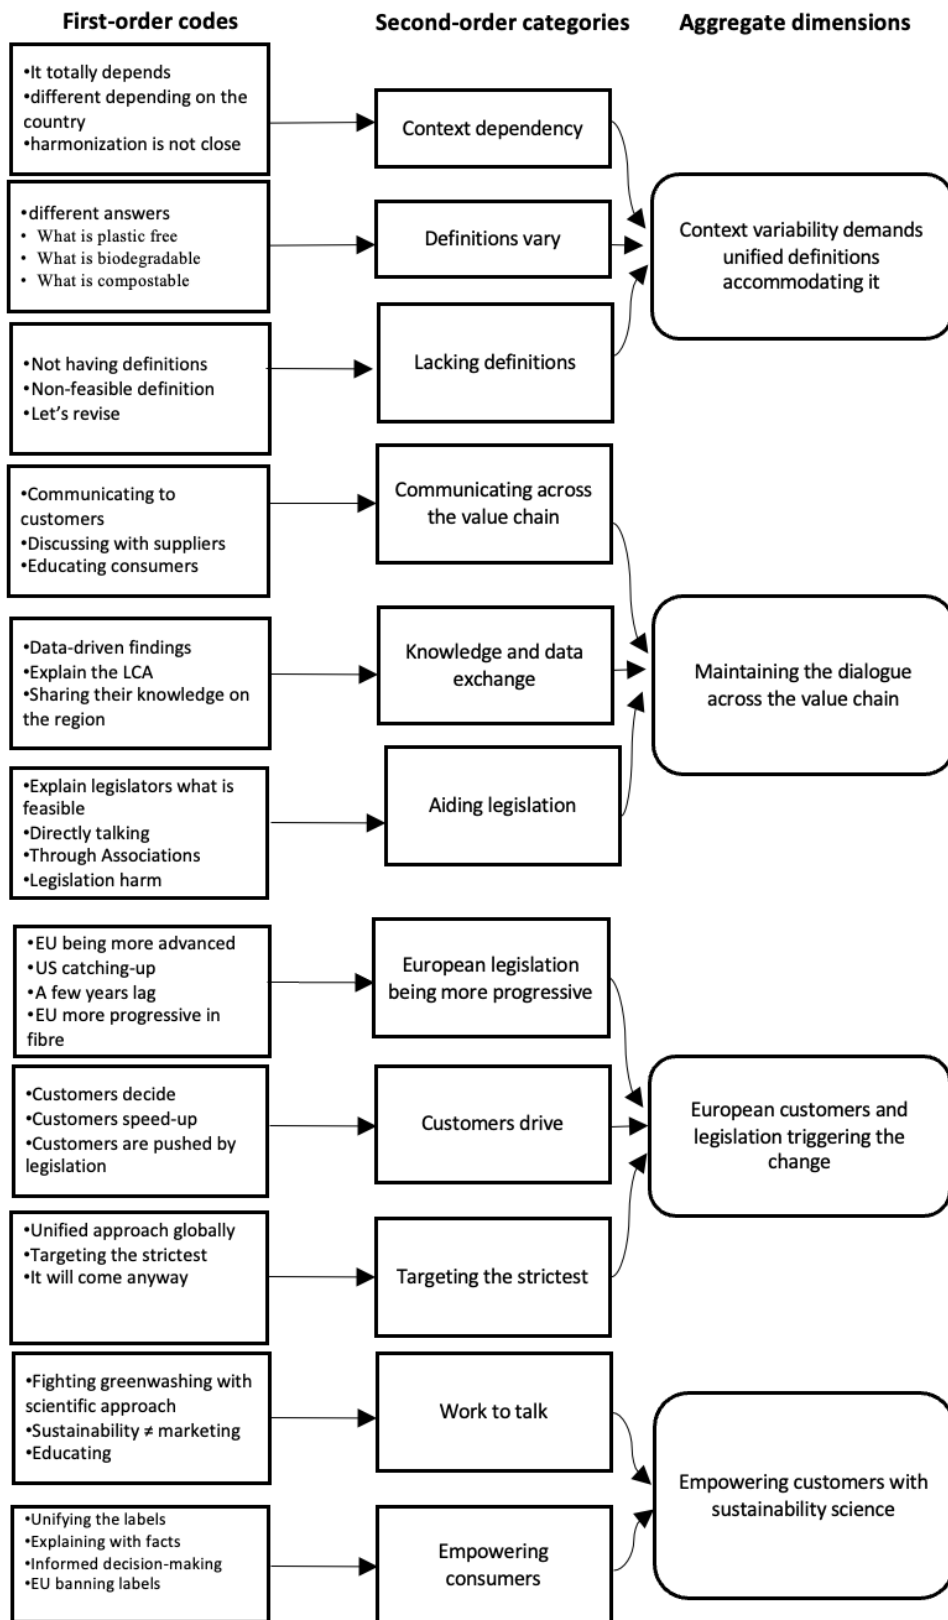 First-order codes
Second-order categories
Aggregate dimensions
•It totally depends
•different depending on the
country
•harmonization is not close
Context dependency
•different answers
• What is plastic free
• What is biodegradable
• What is compostable
Definitions vary
Context variability demands
unified definitions
accommodating it
•Not having definitions
•Non-feasible definition
•Let’s revise
Lacking definitions
•Communicating to
customers
•Discussing with suppliers
•Educating consumers
Communicating across
the value chain
•Data-driven findings
•Explain the LCA
•Sharing their knowledge on
the region
Knowledge and data
exchange
Maintaining the dialogue
across the value chain
•Explain legislators what is
feasible
•Directly talking
•Through Associations
•Legislation harm
Aiding legislation
•EU being more advanced
•US catching-up
•A few years lag
•EU more progressive in
fibre
European legislation
being more progressive
•Customers decide
•Customers speed-up
•Customers are pushed by
legislation
Customers drive
European customers and
legislation triggering the
change
•Unified approach globally
•Targeting the strictest
•It will come anyway
Targeting the strictest
•Fighting greenwashing with
scientific approach
•Sustainability ≠ marketing
•Educating
Work to talk
Empowering customers with
sustainability science
•Unifying the labels
•Explaining with facts
•Informed decision-making
•EU banning labels
Empowering
consumers